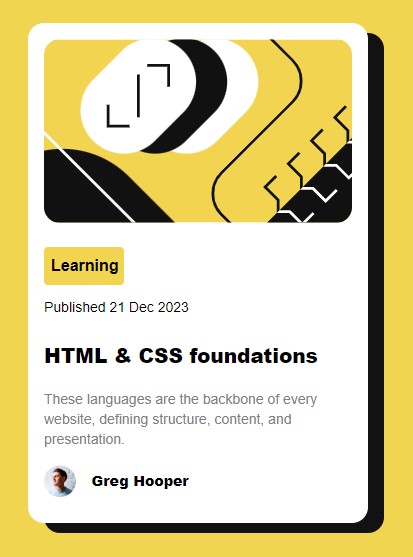 Learning
Published 21 Dec 2023
HTML & CSS foundations
These languages are the backbone of every
website, defining structure, content, and
presentation.
Greg Hooper